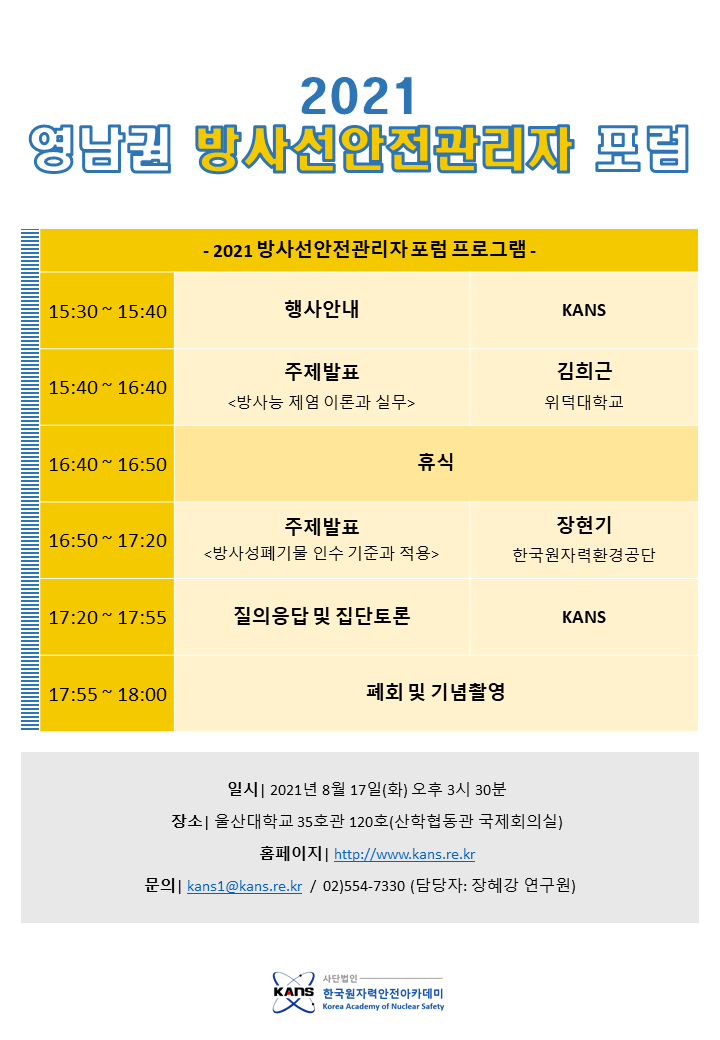 2021
영남권 방사선안전관리자 포럼
- 2021 방사선안전관리자 포럼 프로그램 -
15:30 ~ 15:40 행사안내 KANS
15:40 ~ 16:40 주제발표 김희근
<방사능 제염 이론과 실무> 위덕대학교
16:40 ~ 16:50 휴식
16:50 ~ 17:20 주제발표 장현기
<방사성폐기물 인수 기준과 적용> 한국원자력환경공단
17:20 ~ 17:55 질의응답 및 집단토론 KANS
17:55 ~ 18:00 폐회 및 기념촬영
일시| 2021년 8월 17일(화) 오후 3시 30분
장소| 울산대학교 35호관 120호(산학협동관 국제회의실)
홈페이지| http://www.kans.re.kr
문의| kans1@kans.re.kr / 02)554-7330 (담당자: 장혜강 연구원)
사단법인
KANS 한국원자력안전아카데미
Korea Academy of Nuclear Safety